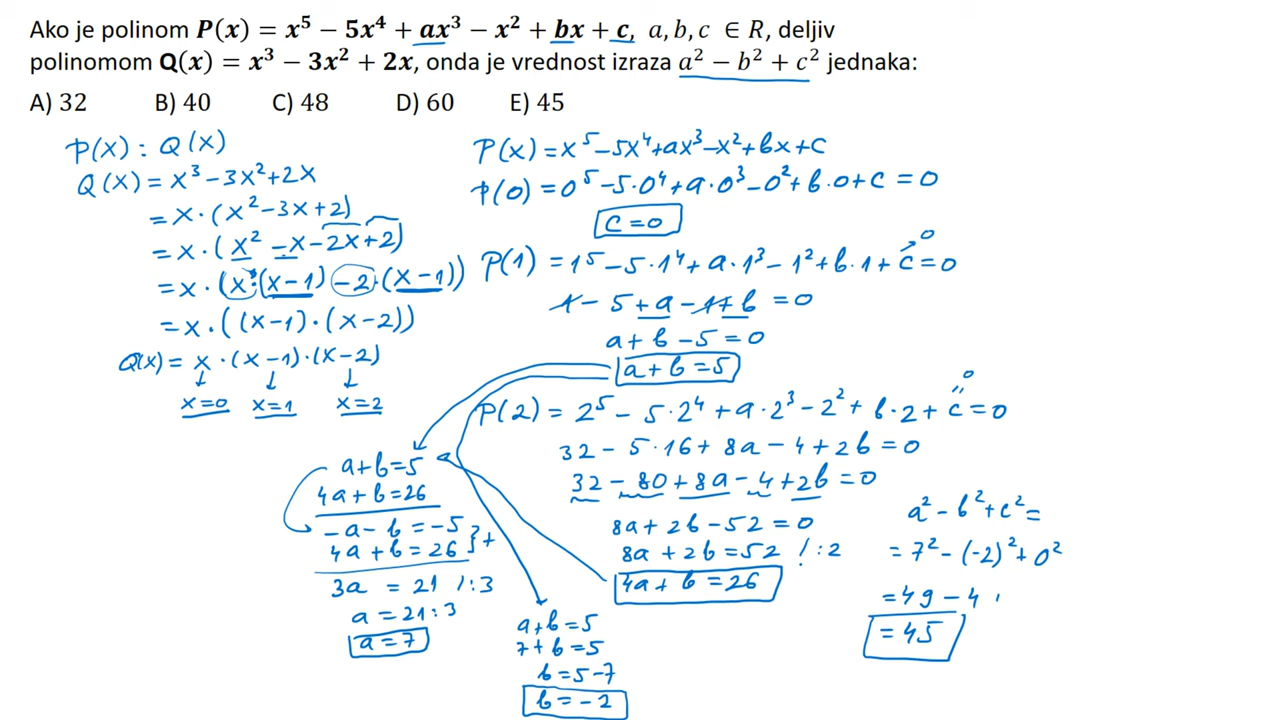 Ako je polinom P(x) = x⁵ − 5x⁴ + ax³ − x² + bx + c, a, b, c ∈ R, deljiv
polinomom Q(x) = x³ − 3x² + 2x, onda je vrednost izraza a² − b² + c² jednaka:
A) 32 B) 40 C) 48 D) 60 E) 45
P(x) : Q(x)
Q(x) = x³ − 3x² + 2x
= x · (x² − 3x + 2)
= x · (x² − x − 2x + 2)
= x · (x · (x − 1) − 2 · (x − 1))
= x · ((x − 1) · (x − 2))
Q(x) = x · (x − 1) · (x − 2)
x = 0 x = 1 x = 2
P(x) = x⁵ − 5x⁴ + ax³ − x² + bx + c
P(0) = 0⁵ − 5·0⁴ + a·0³ − 0² + b·0 + c = 0
c = 0
0
P(1) = 1⁵ − 5·1⁴ + a·1³ − 1² + b·1 + c = 0
1 − 5 + a − 1 + b = 0
a + b − 5 = 0
a + b = 5
0
P(2) = 2⁵ − 5·2⁴ + a·2³ − 2² + b·2 + c = 0
32 − 5·16 + 8a − 4 + 2b = 0
32 − 80 + 8a − 4 + 2b = 0
8a + 2b − 52 = 0
8a + 2b = 52 / : 2
4a + b = 26
a + b = 5
4a + b = 26
−a − b = −5
4a + b = 26 } +
3a = 21 / : 3
a = 21 : 3
a = 7
a + b = 5
7 + b = 5
b = 5 − 7
b = −2
a² − b² + c² =
= 7² − (−2)² + 0²
= 49 − 4
= 45